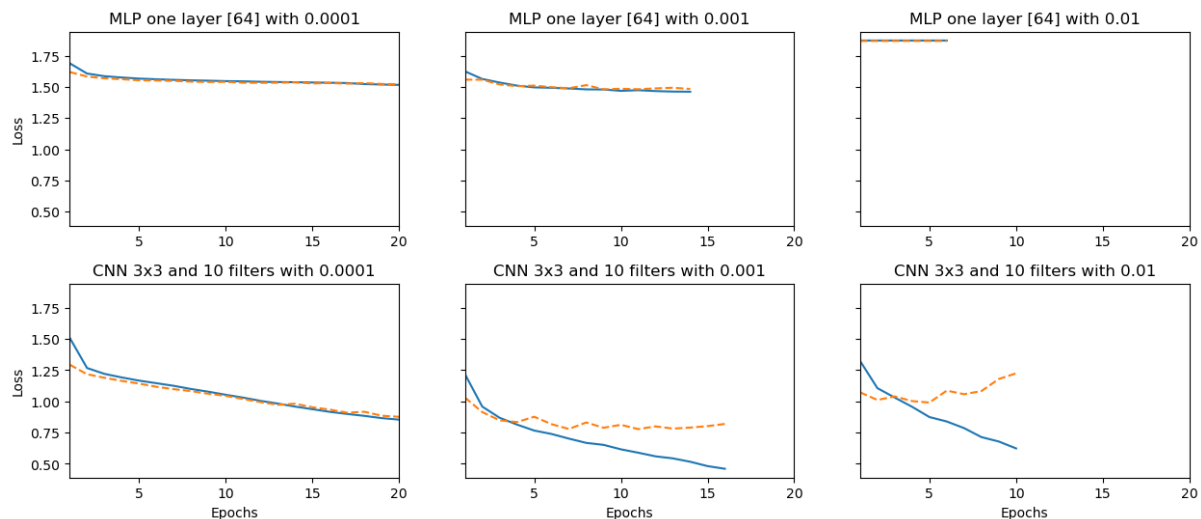 MLP one layer [64] with 0.0001
MLP one layer [64] with 0.001
MLP one layer [64] with 0.01
1.75
1.50
1.25
1.00
0.75
0.50
Loss
5 10 15 20
5 10 15 20
5 10 15 20
CNN 3x3 and 10 filters with 0.0001
CNN 3x3 and 10 filters with 0.001
CNN 3x3 and 10 filters with 0.01
1.75
1.50
1.25
1.00
0.75
0.50
Loss
5 10 15 20
5 10 15 20
5 10 15 20
Epochs
Epochs
Epochs